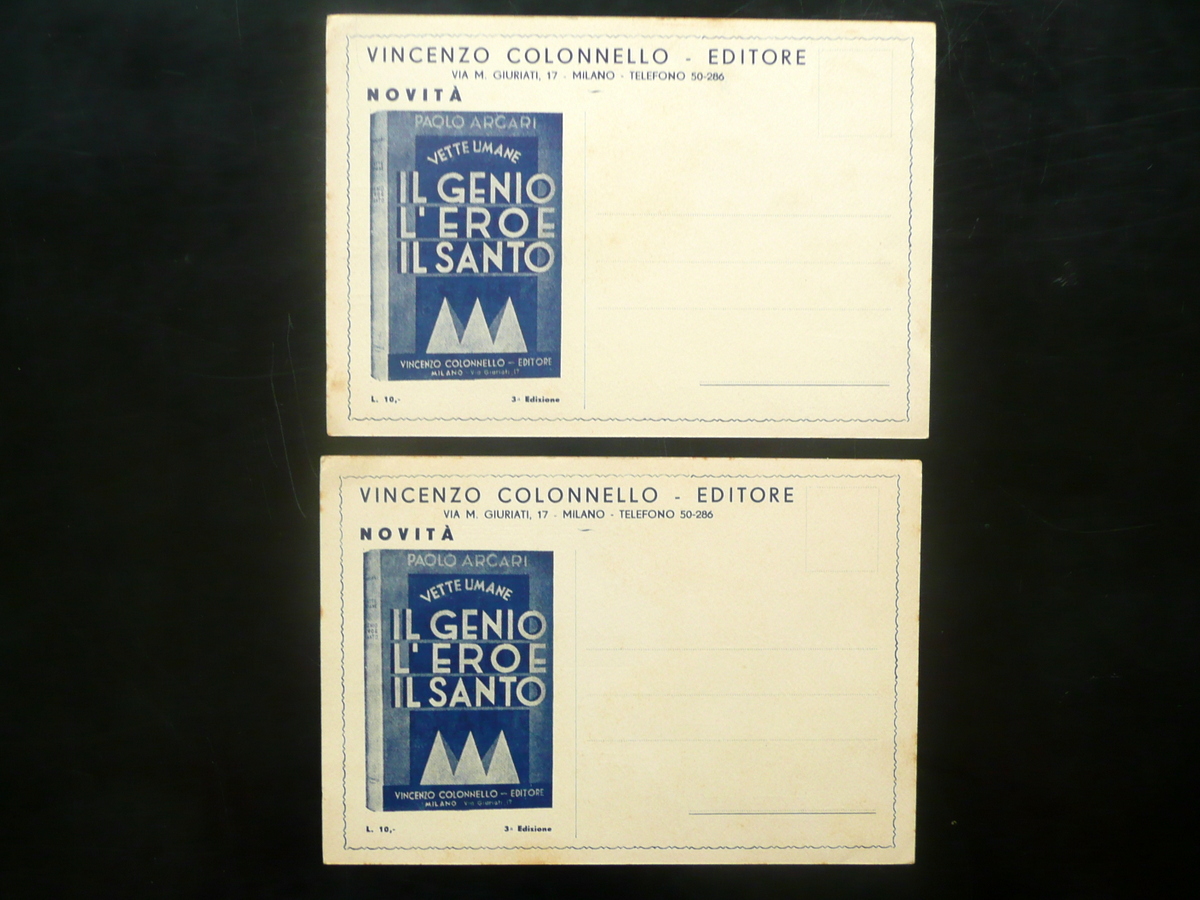 VINCENZO COLONNELLO - EDITORE
VIA M. GIURIATI, 17 - MILANO - TELEFONO 50-286
NOVITÀ
PAOLO ARCARI
VETTE UMANE
IL GENIO
L'EROE
IL SANTO
VINCENZO COLONNELLO - EDITORE
MILANO - Via Giuriati, 17
L. 10,-
3ª Edizione
VINCENZO COLONNELLO - EDITORE
VIA M. GIURIATI, 17 - MILANO - TELEFONO 50-286
NOVITÀ
PAOLO ARCARI
VETTE UMANE
IL GENIO
L'EROE
IL SANTO
VINCENZO COLONNELLO - EDITORE
MILANO - Via Giuriati, 17
L. 10,-
3ª Edizione